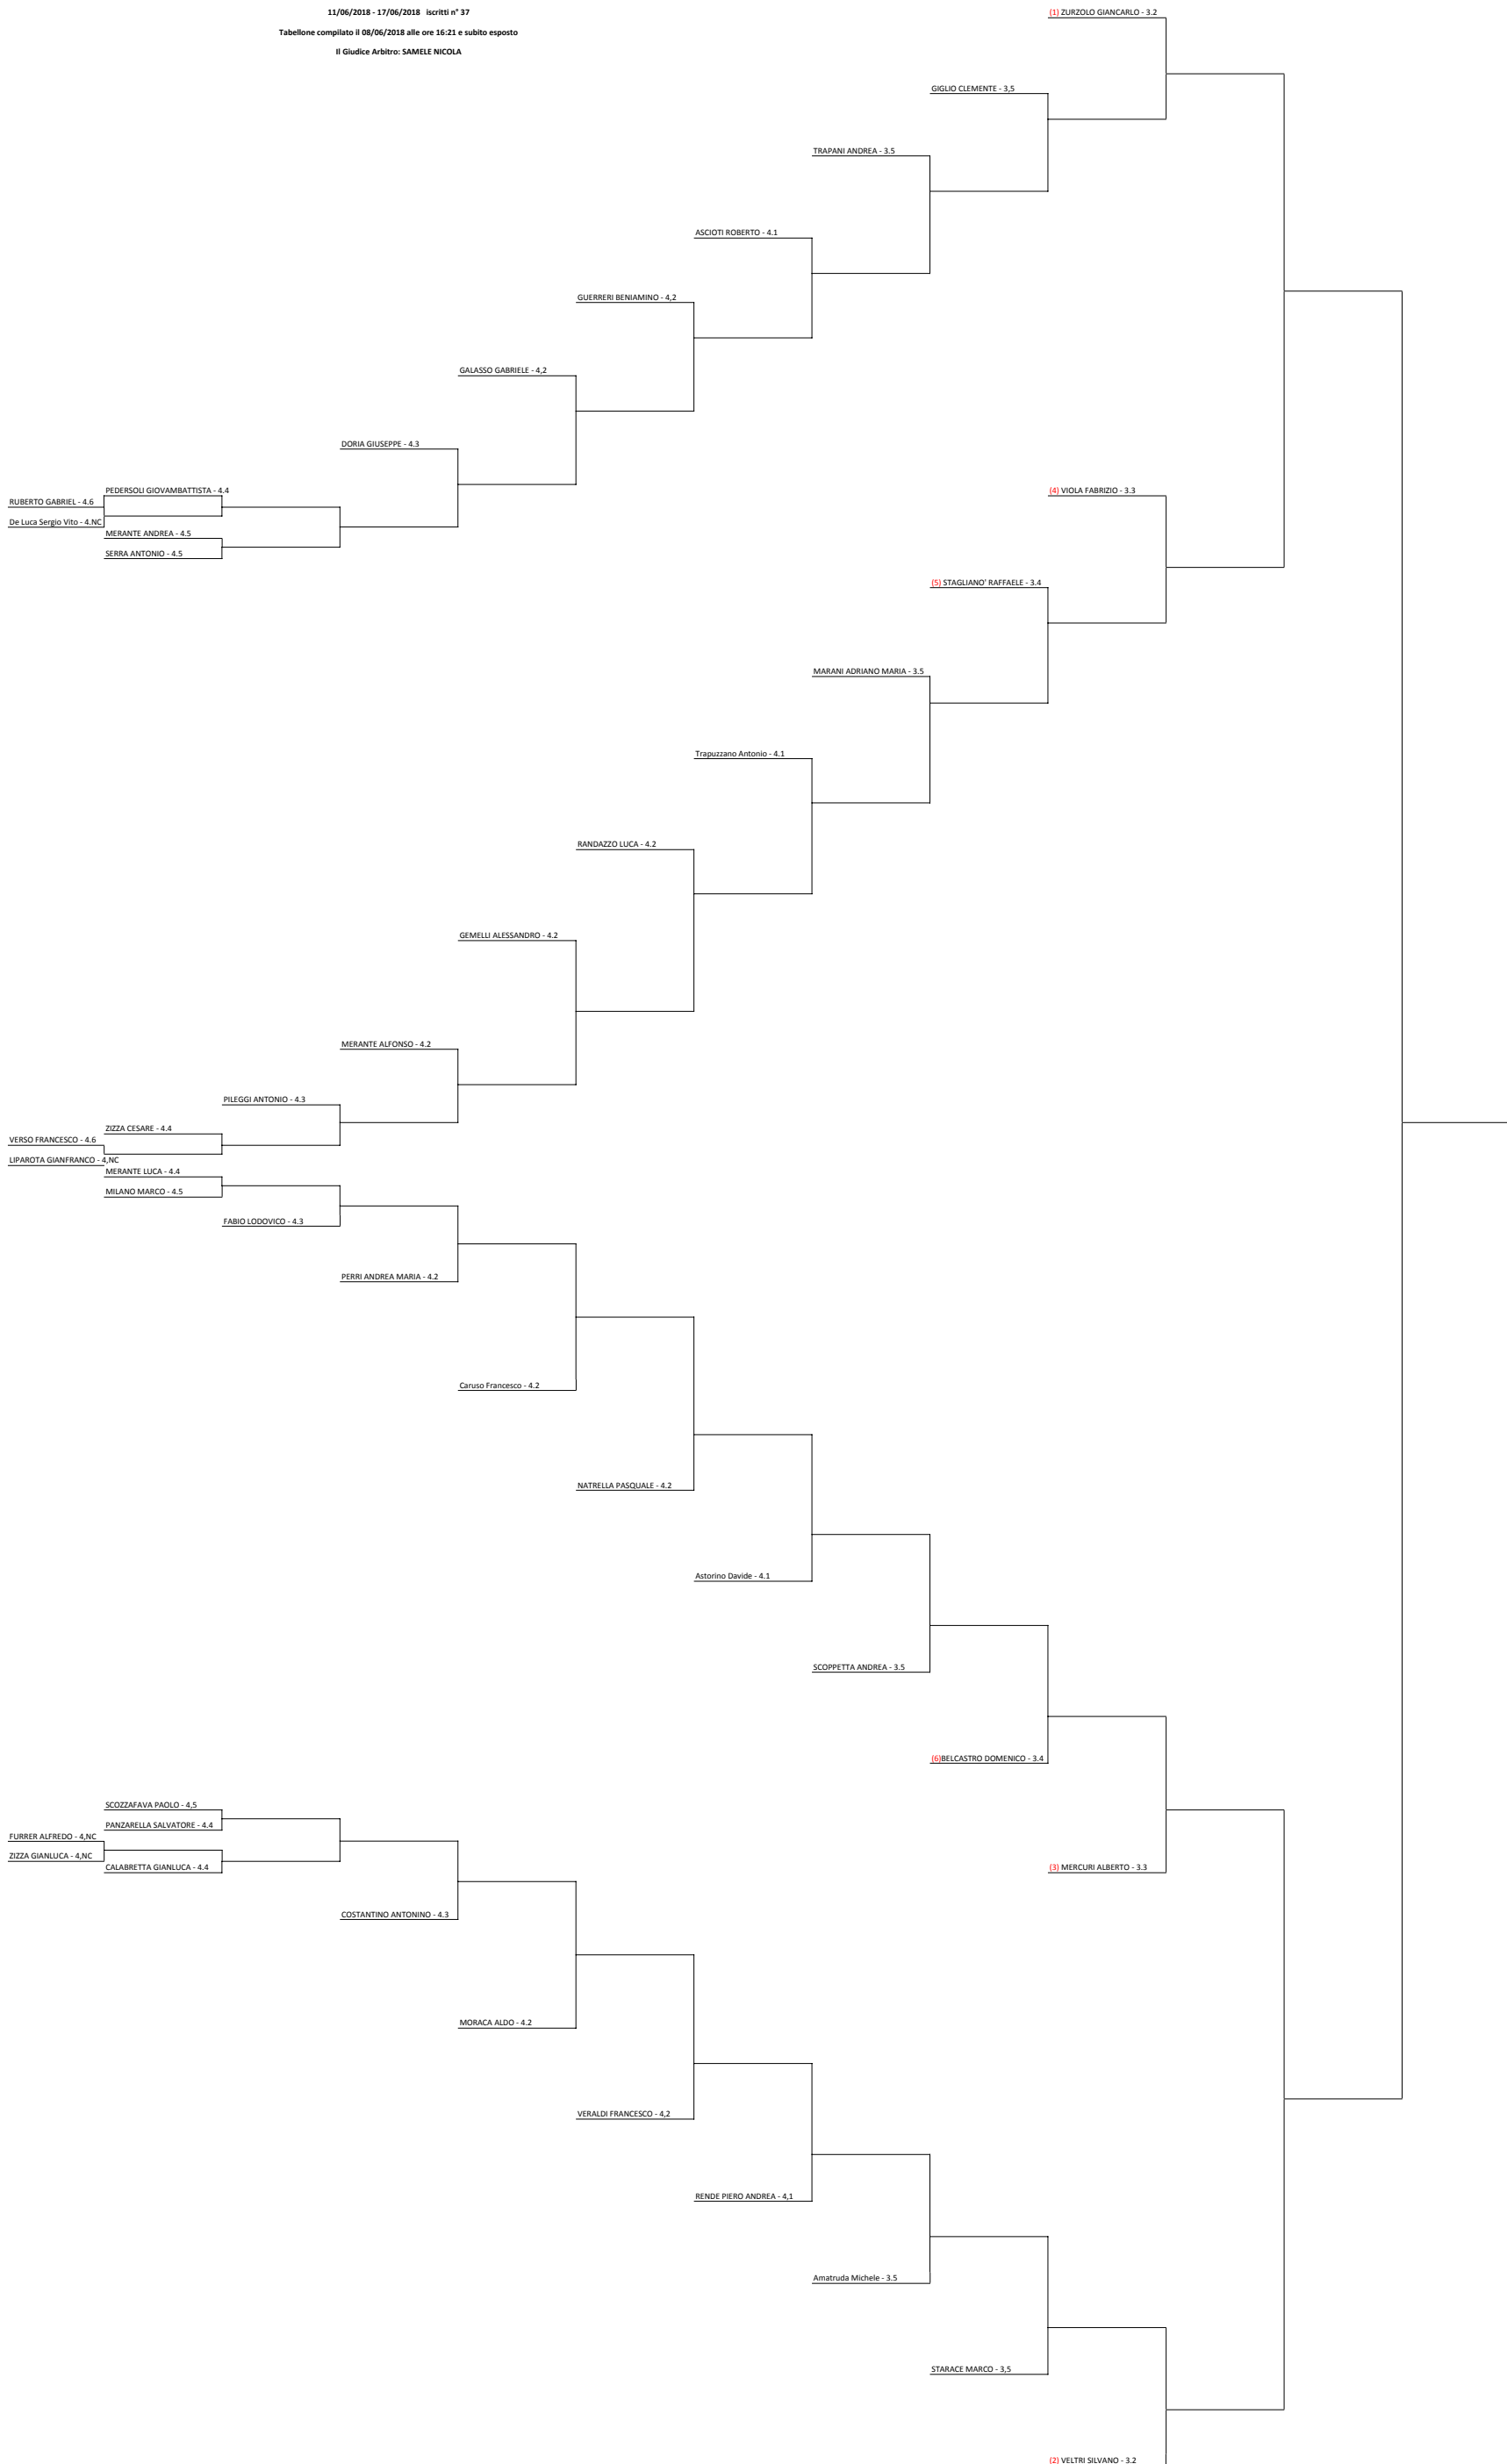 11/06/2018 - 17/06/2018 iscritti n° 37
(1) ZURZOLO GIANCARLO - 3.2
Tabellone compilato il 08/06/2018 alle ore 16:21 e subito esposto
Il Giudice Arbitro: SAMELE NICOLA
GIGLIO CLEMENTE - 3,5
TRAPANI ANDREA - 3.5
ASCIOTI ROBERTO - 4.1
GUERRERI BENIAMINO - 4,2
GALASSO GABRIELE - 4,2
DORIA GIUSEPPE - 4.3
PEDERSOLI GIOVAMBATTISTA - 4.4
(4) VIOLA FABRIZIO - 3.3
RUBERTO GABRIEL - 4.6
De Luca Sergio Vito - 4.NC
MERANTE ANDREA - 4.5
SERRA ANTONIO - 4.5
(5) STAGLIANO' RAFFAELE - 3.4
MARANI ADRIANO MARIA - 3.5
Trapuzzano Antonio - 4.1
RANDAZZO LUCA - 4.2
GEMELLI ALESSANDRO - 4.2
MERANTE ALFONSO - 4.2
PILEGGI ANTONIO - 4.3
ZIZZA CESARE - 4.4
VERSO FRANCESCO - 4.6
LIPAROTA GIANFRANCO - 4,NC
MERANTE LUCA - 4.4
MILANO MARCO - 4.5
FABIO LODOVICO - 4.3
PERRI ANDREA MARIA - 4.2
Caruso Francesco - 4.2
NATRELLA PASQUALE - 4.2
Astorino Davide - 4.1
SCOPPETTA ANDREA - 3.5
(6)BELCASTRO DOMENICO - 3.4
SCOZZAFAVA PAOLO - 4,5
PANZARELLA SALVATORE - 4.4
FURRER ALFREDO - 4,NC
ZIZZA GIANLUCA - 4,NC
CALABRETTA GIANLUCA - 4.4
(3) MERCURI ALBERTO - 3.3
COSTANTINO ANTONINO - 4.3
MORACA ALDO - 4.2
VERALDI FRANCESCO - 4,2
RENDE PIERO ANDREA - 4,1
Amatruda Michele - 3.5
STARACE MARCO - 3,5
(2) VELTRI SILVANO - 3.2